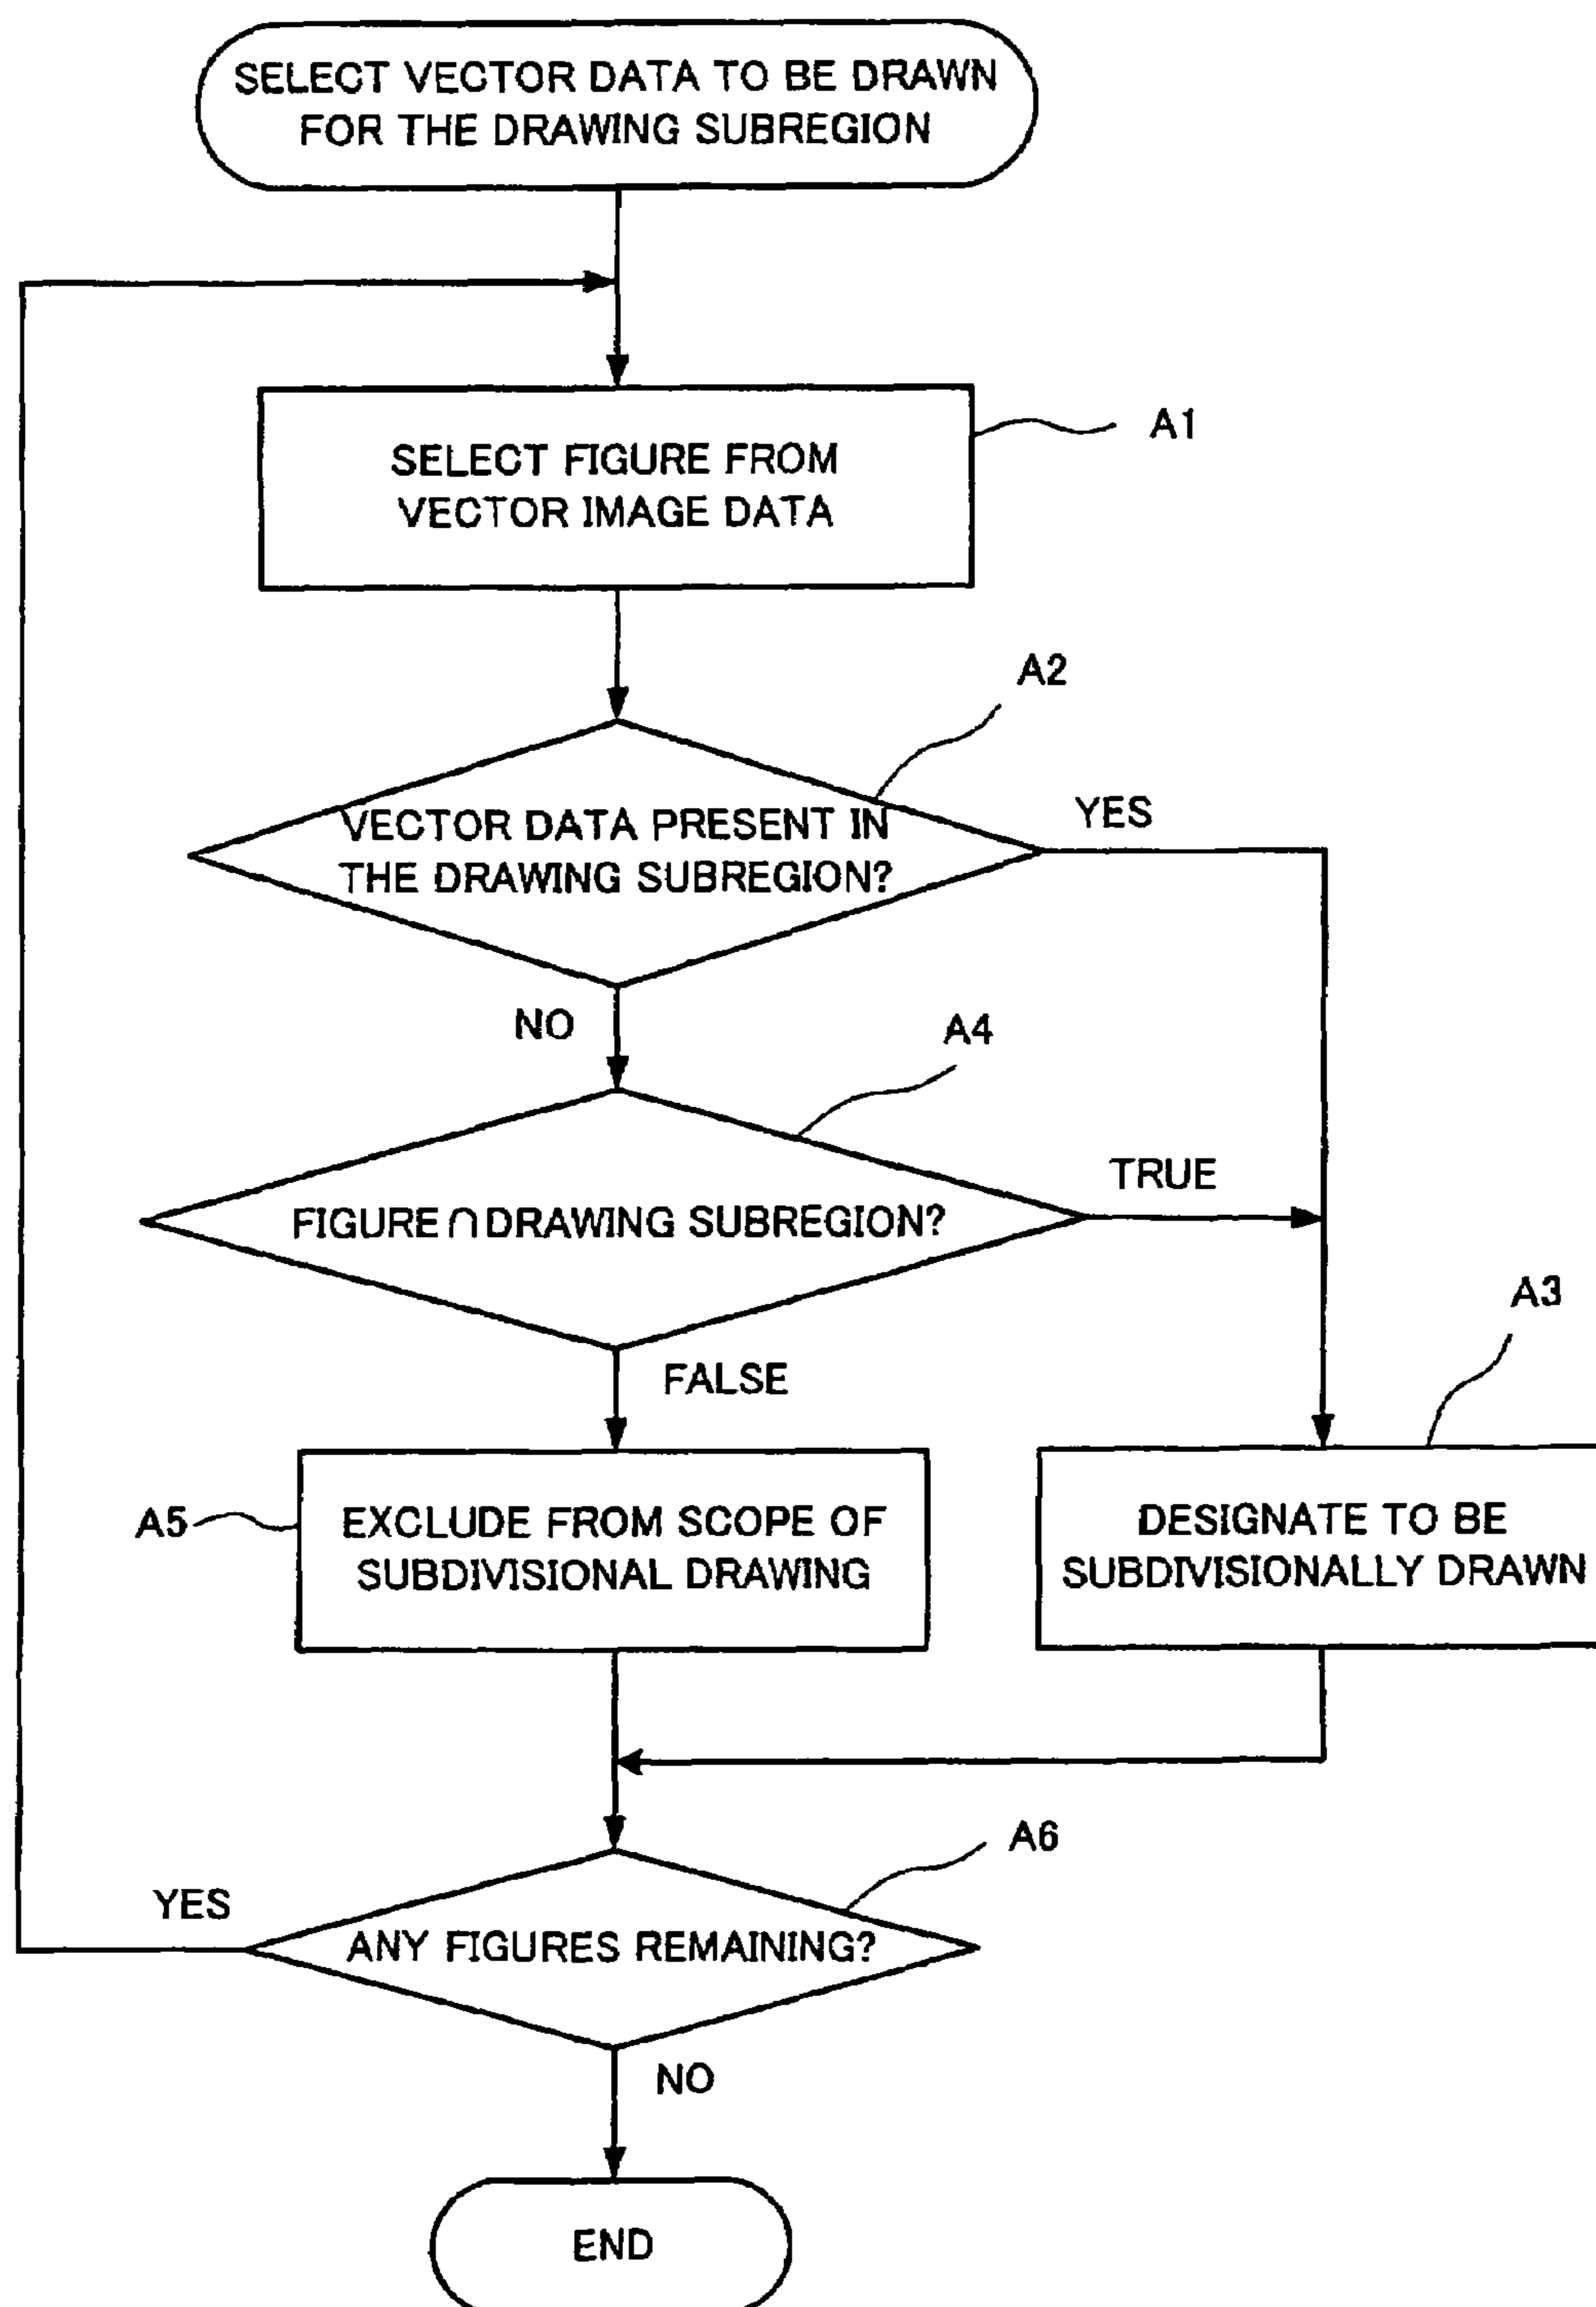 SELECT VECTOR DATA TO BE DRAWN
FOR THE DRAWING SUBREGION
A1
SELECT FIGURE FROM
VECTOR IMAGE DATA
A2
YES
VECTOR DATA PRESENT IN
THE DRAWING SUBREGION?
NO
A4
TRUE
FIGURE∩DRAWING SUBREGION?
A3
FALSE
A5
EXCLUDE FROM SCOPE OF
SUBDIVISIONAL DRAWING
DESIGNATE TO BE
SUBDIVISIONALLY DRAWN
A6
YES
ANY FIGURES REMAINING?
NO
END